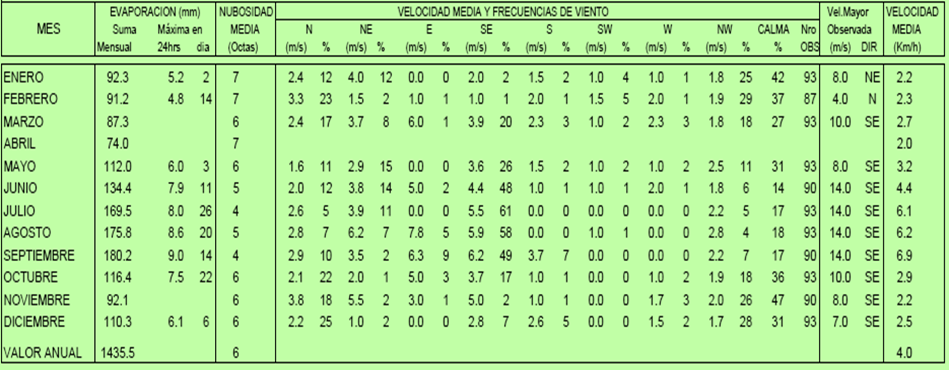 EVAPORACION (mm) NUBOSIDAD VELOCIDAD MEDIA Y FRECUENCIAS DE VIENTO Vel.Mayor VELOCIDAD
MES Suma Máxima en MEDIA N NE E SE S SW W NW CALMA Nro Observada MEDIA
Mensual 24hrs dia (Octas) (m/s) % (m/s) % (m/s) % (m/s) % (m/s) % (m/s) % (m/s) % (m/s) % % OBS (m/s) DIR (Km/h)
ENERO 92.3 5.2 2 7 2.4 12 4.0 12 0.0 0 2.0 2 1.5 2 1.0 4 1.0 1 1.8 25 42 93 8.0 NE 2.2
FEBRERO 91.2 4.8 14 7 3.3 23 1.5 2 1.0 1 1.0 1 2.0 1 1.5 5 2.0 1 1.9 29 37 87 4.0 N 2.3
MARZO 87.3 6 2.4 17 3.7 8 6.0 1 3.9 20 2.3 3 1.0 2 2.3 3 1.8 18 27 93 10.0 SE 2.7
ABRIL 74.0 7 2.0
MAYO 112.0 6.0 3 6 1.6 11 2.9 15 0.0 0 3.6 26 1.5 2 1.0 2 1.0 2 2.5 11 31 93 8.0 SE 3.2
JUNIO 134.4 7.9 11 5 2.0 12 3.8 14 5.0 2 4.4 48 1.0 1 1.0 1 2.0 1 1.8 6 14 90 14.0 SE 4.4
JULIO 169.5 8.0 26 4 2.6 5 3.9 11 0.0 0 5.5 61 0.0 0 0.0 0 0.0 0 2.2 5 17 93 14.0 SE 6.1
AGOSTO 175.8 8.6 20 5 2.8 7 6.2 7 7.8 5 5.9 58 0.0 0 1.0 1 0.0 0 2.8 4 18 93 14.0 SE 6.2
SEPTIEMBRE 180.2 9.0 14 4 2.9 10 3.5 2 6.3 9 6.2 49 3.7 7 0.0 0 0.0 0 2.2 7 17 90 14.0 SE 6.9
OCTUBRE 116.4 7.5 22 6 2.1 22 2.0 1 5.0 3 3.7 17 1.0 1 0.0 0 1.0 2 1.9 18 36 93 10.0 SE 2.9
NOVIEMBRE 92.1 6 3.8 18 5.5 2 3.0 1 5.0 2 1.0 1 0.0 0 1.7 3 2.0 26 47 90 8.0 SE 2.2
DICIEMBRE 110.3 6.1 6 6 2.2 25 1.0 2 0.0 0 2.8 7 2.6 5 0.0 0 1.5 2 1.7 28 31 93 7.0 SE 2.5
VALOR ANUAL 1435.5 6 4.0